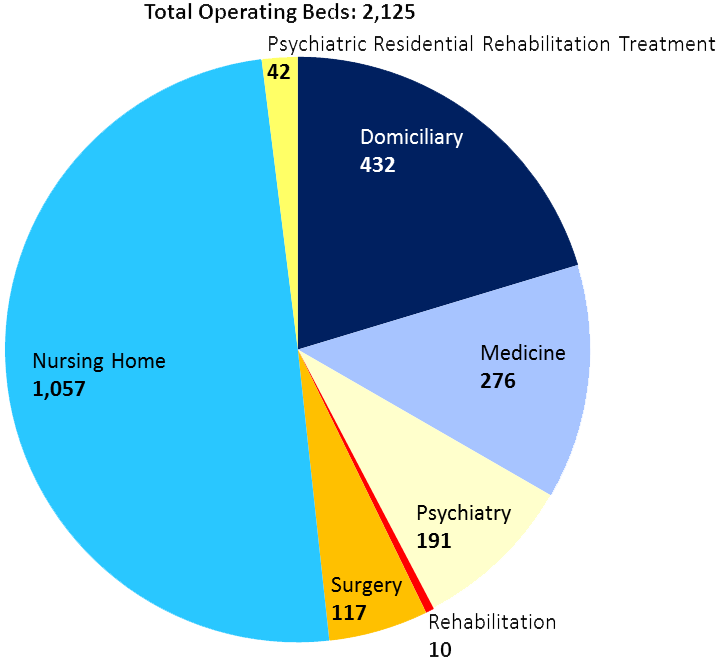 Total Operating Beds: 2,125
Psychiatric Residential Rehabilitation Treatment
42
Domiciliary
432
Medicine
276
Nursing Home
1,057
Psychiatry
191
Surgery
117
Rehabilitation
10